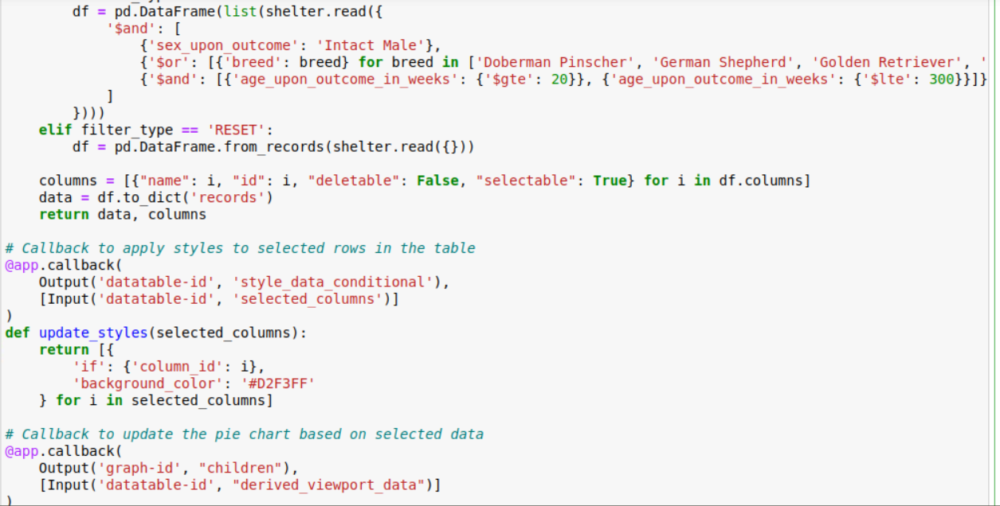 df = pd.DataFrame(list(shelter.read({
            '$and': [
                {'sex_upon_outcome': 'Intact Male'},
                {'$or': [{'breed': breed} for breed in ['Doberman Pinscher', 'German Shepherd', 'Golden Retriever', '
                {'$and': [{'age_upon_outcome_in_weeks': {'$gte': 20}}, {'age_upon_outcome_in_weeks': {'$lte': 300}}]}
            ]
        })))
    elif filter_type == 'RESET':
        df = pd.DataFrame.from_records(shelter.read({}))

    columns = [{"name": i, "id": i, "deletable": False, "selectable": True} for i in df.columns]
    data = df.to_dict('records')
    return data, columns

# Callback to apply styles to selected rows in the table
@app.callback(
    Output('datatable-id', 'style_data_conditional'),
    [Input('datatable-id', 'selected_columns')]
)
def update_styles(selected_columns):
    return [{
        'if': {'column_id': i},
        'background_color': '#D2F3FF'
    } for i in selected_columns]

# Callback to update the pie chart based on selected data
@app.callback(
    Output('graph-id', "children"),
    [Input('datatable-id', "derived_viewport_data")]
)